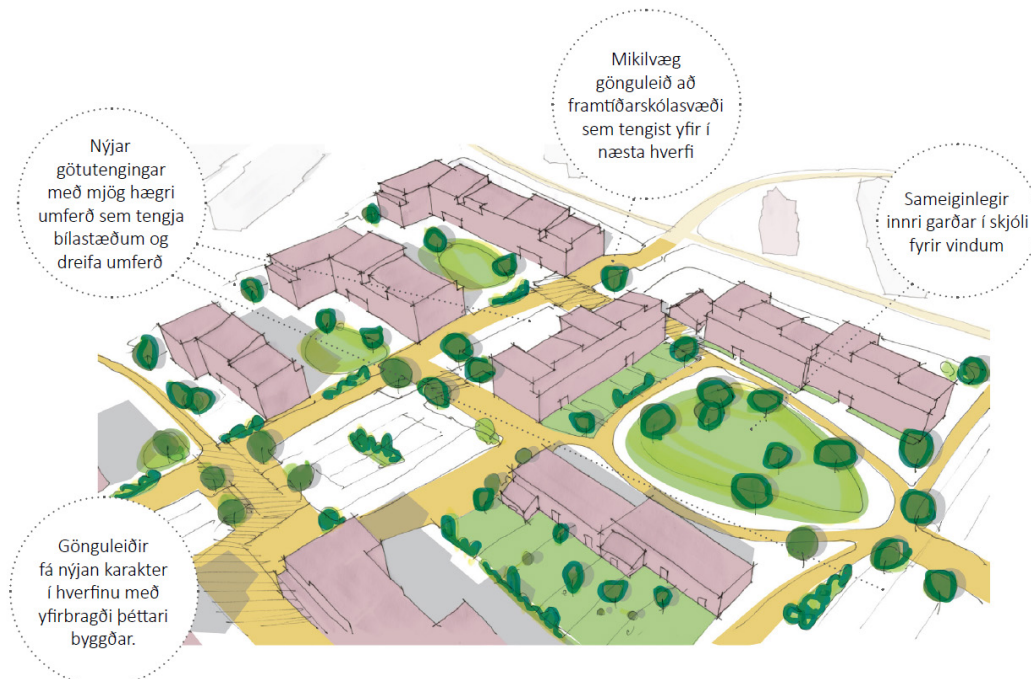 Mikilvæg
gönguleið að
framtíðarskólasvæði
sem tengist yfir í
næsta hverfi
Nýjar
götutengingar
með mjög hægri
umferð sem tengja
bílastæðum og
dreifa umferð
Sameiginlegir
innri garðar í skjóli
fyrir vindum
Gönguleiðir
fá nýjan karakter
í hverfinu með
yfirbragði þéttari
byggðar.